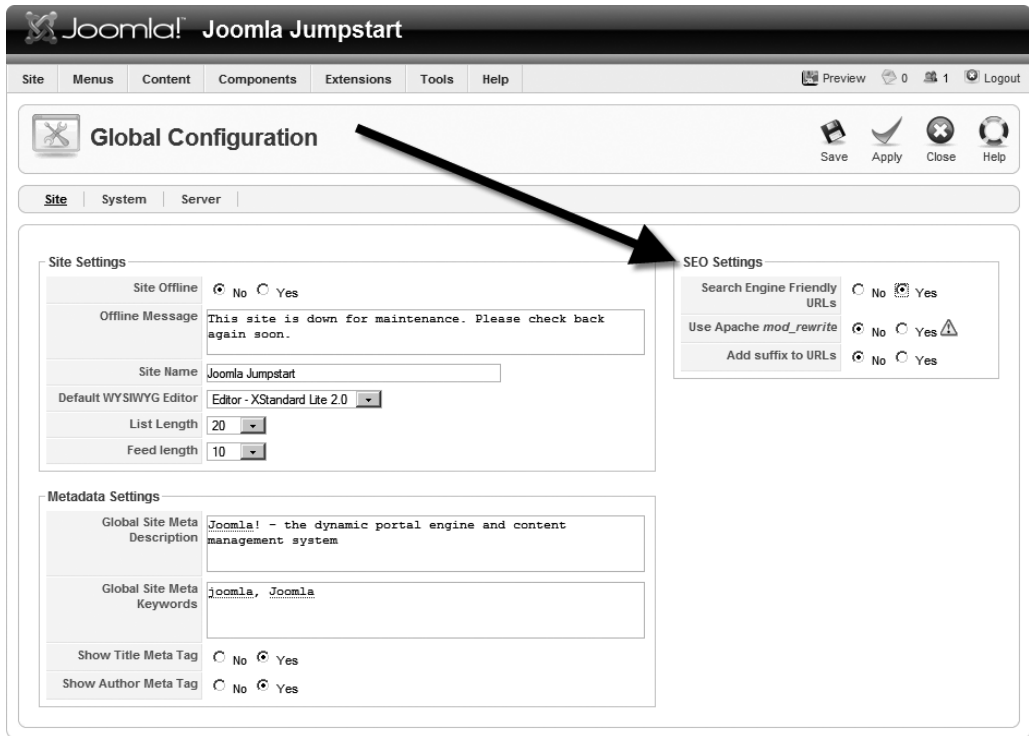 Joomla! Joomla Jumpstart
Site Menus Content Components Extensions Tools Help Preview 0 1 Logout
Global Configuration
Save Apply Close Help
Site System Server
Site Settings
Site Offline No Yes
Offline Message This site is down for maintenance. Please check back
again soon.
Site Name Joomla Jumpstart
Default WYSIWYG Editor Editor - XStandard Lite 2.0
List Length 20
Feed length 10
SEO Settings
Search Engine Friendly
URLs No Yes
Use Apache mod_rewrite No Yes
Add suffix to URLs No Yes
Metadata Settings
Global Site Meta
Description Joomla! - the dynamic portal engine and content
management system
Global Site Meta
Keywords joomla, Joomla
Show Title Meta Tag No Yes
Show Author Meta Tag No Yes